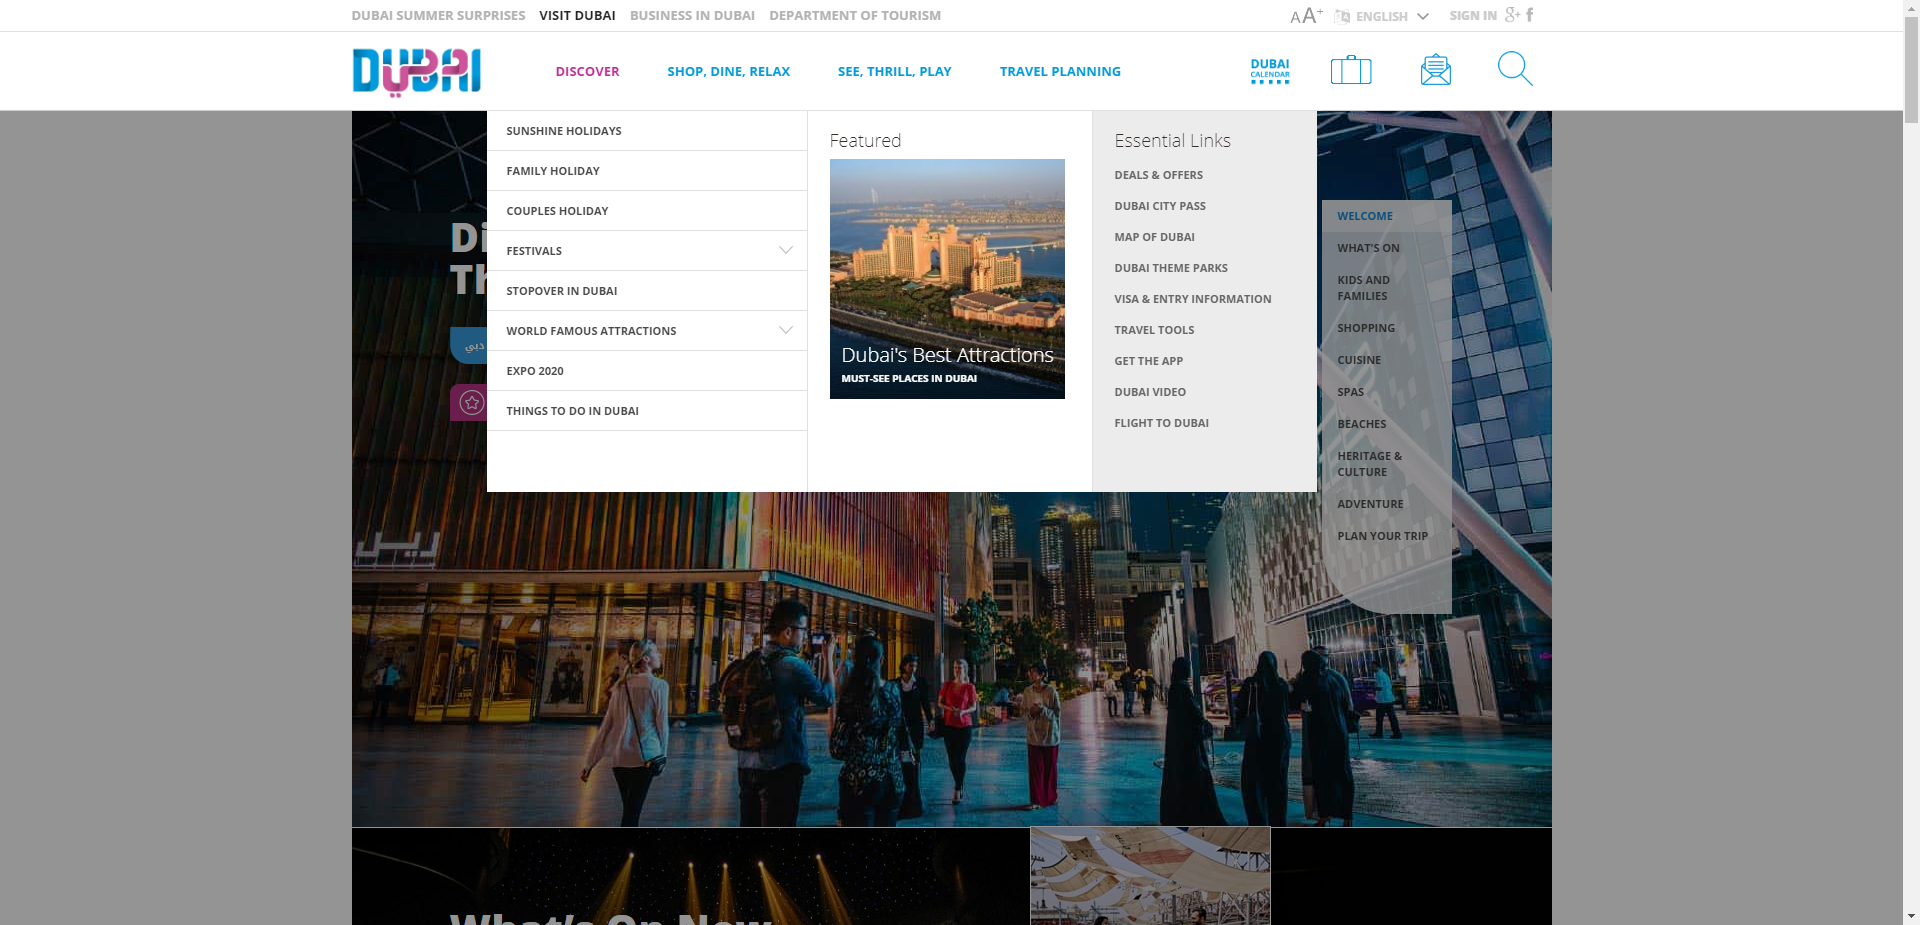 DUBAI SUMMER SURPRISES VISIT DUBAI BUSINESS IN DUBAI DEPARTMENT OF TOURISM
A A+ ENGLISH SIGN IN g+ f
DUBAI
DISCOVER SHOP, DINE, RELAX SEE, THRILL, PLAY TRAVEL PLANNING
DUBAI
CALENDAR
SUNSHINE HOLIDAYS
FAMILY HOLIDAY
COUPLES HOLIDAY
FESTIVALS
STOPOVER IN DUBAI
WORLD FAMOUS ATTRACTIONS
EXPO 2020
THINGS TO DO IN DUBAI
Featured
Dubai's Best Attractions
MUST-SEE PLACES IN DUBAI
Essential Links
DEALS & OFFERS
DUBAI CITY PASS
MAP OF DUBAI
DUBAI THEME PARKS
VISA & ENTRY INFORMATION
TRAVEL TOOLS
GET THE APP
DUBAI VIDEO
FLIGHT TO DUBAI
WELCOME
WHAT'S ON
KIDS AND
FAMILIES
SHOPPING
CUISINE
SPAS
BEACHES
HERITAGE &
CULTURE
ADVENTURE
PLAN YOUR TRIP
Di
Th
دبي
ريل
What's On Now